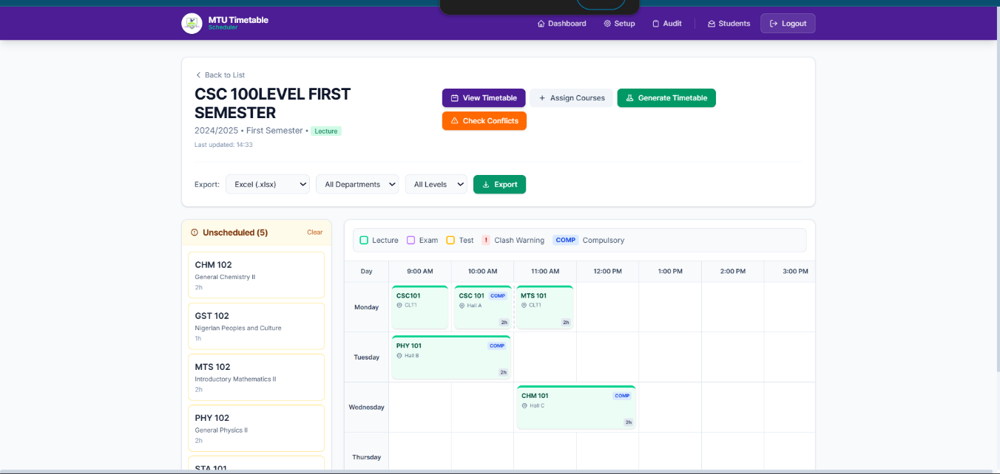 MTU Timetable
Scheduler
Dashboard
Setup
Audit
Students
Logout
Back to List
CSC 100LEVEL FIRST
SEMESTER
2024/2025 • First Semester • Lecture
Last updated: 14:33
View Timetable
Assign Courses
Generate Timetable
Check Conflicts
Export:
Excel (.xlsx)
All Departments
All Levels
Export
Unscheduled (5)
Clear
CHM 102
General Chemistry II
2h
GST 102
Nigerian Peoples and Culture
1h
MTS 102
Introductory Mathematics II
2h
PHY 102
General Physics II
2h
STA 101
Lecture
Exam
Test
! Clash Warning
COMP Compulsory
Day 9:00 AM 10:00 AM 11:00 AM 12:00 PM 1:00 PM 2:00 PM 3:00 PM
Monday
CSC101
CLT1
CSC 101 COMP
Hall A
2h
MTS 101
CLT1
2h
Tuesday
PHY 101 COMP
Hall B
2h
Wednesday
CHM 101 COMP
Hall C
2h
Thursday